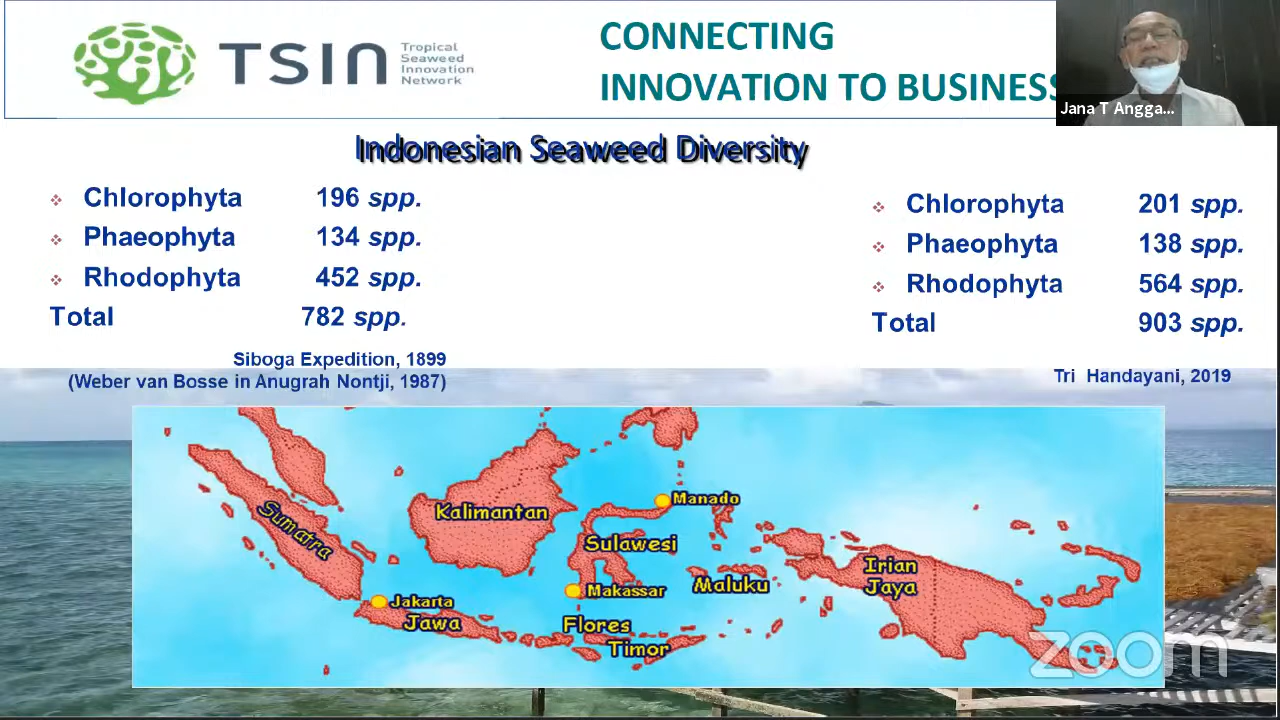 TSIN
Tropical
Seaweed
Innovation
Network
CONNECTING
INNOVATION TO BUSINESS
Jana T Angga...
Indonesian Seaweed Diversity
❖ Chlorophyta 196 spp.
❖ Phaeophyta 134 spp.
❖ Rhodophyta 452 spp.
Total 782 spp.
Siboga Expedition, 1899
(Weber van Bosse in Anugrah Nontji, 1987)
❖ Chlorophyta 201 spp.
❖ Phaeophyta 138 spp.
❖ Rhodophyta 564 spp.
Total 903 spp.
Tri Handayani, 2019
Manado
Kalimantan
Sumatra
Sulawesi
Irian
Jaya
Maluku
Makassar
Jakarta
Jawa
Flores
Timor
zoom